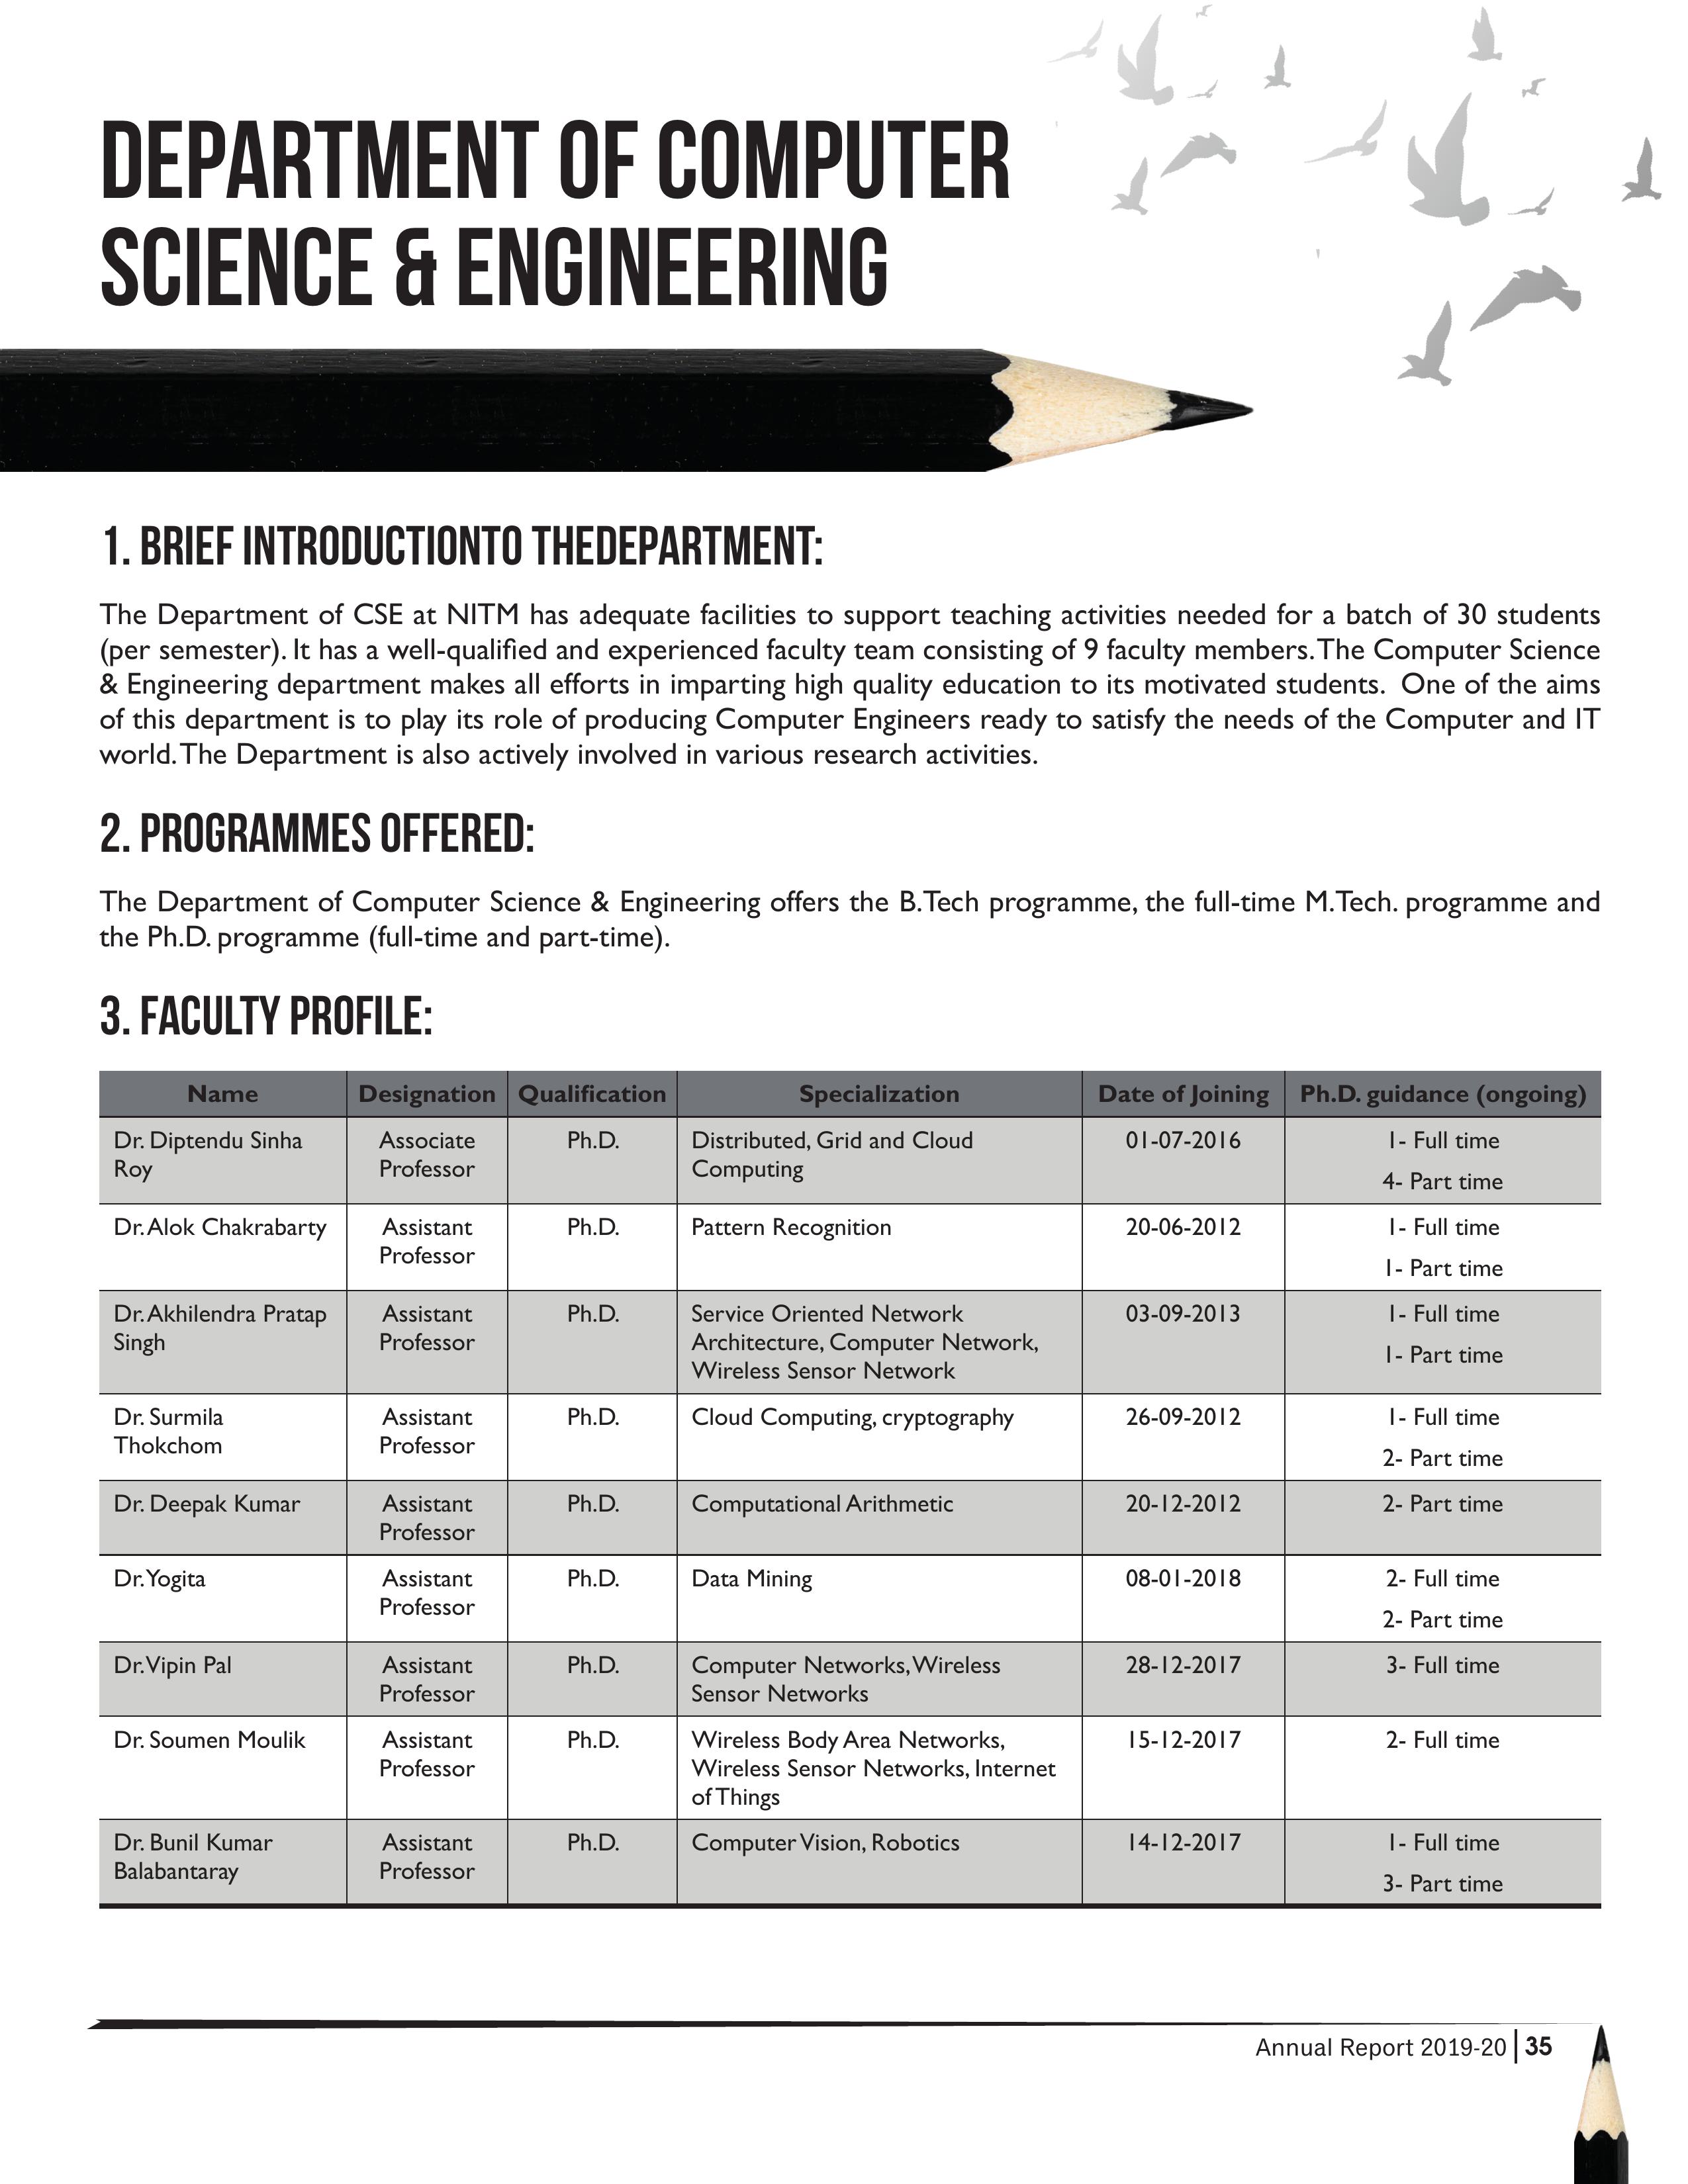 DEPARTMENT OF COMPUTER
SCIENCE & ENGINEERING
1. BRIEF INTRODUCTIONTO THEDEPARTMENT:
The Department of CSE at NITM has adequate facilities to support teaching activities needed for a batch of 30 students
(per semester). It has a well-qualified and experienced faculty team consisting of 9 faculty members. The Computer Science
& Engineering department makes all efforts in imparting high quality education to its motivated students. One of the aims
of this department is to play its role of producing Computer Engineers ready to satisfy the needs of the Computer and IT
world. The Department is also actively involved in various research activities.
2. PROGRAMMES OFFERED:
The Department of Computer Science & Engineering offers the B.Tech programme, the full-time M.Tech. programme and
the Ph.D. programme (full-time and part-time).
3. FACULTY PROFILE:
Name Designation Qualification Specialization Date of Joining Ph.D. guidance (ongoing)
Dr. Diptendu Sinha Associate Ph.D. Distributed, Grid and Cloud 01-07-2016 1- Full time
Roy Professor Computing
4- Part time
Dr. Alok Chakrabarty Assistant Ph.D. Pattern Recognition 20-06-2012 1- Full time
Professor
1- Part time
Dr. Akhilendra Pratap Assistant Ph.D. Service Oriented Network 03-09-2013 1- Full time
Singh Professor Architecture, Computer Network,
1- Part time
Wireless Sensor Network
Dr. Surmila Assistant Ph.D. Cloud Computing, cryptography 26-09-2012 1- Full time
Thokchom Professor
2- Part time
Dr. Deepak Kumar Assistant Ph.D. Computational Arithmetic 20-12-2012 2- Part time
Professor
Dr. Yogita Assistant Ph.D. Data Mining 08-01-2018 2- Full time
Professor
2- Part time
Dr. Vipin Pal Assistant Ph.D. Computer Networks, Wireless 28-12-2017 3- Full time
Professor Sensor Networks
Dr. Soumen Moulik Assistant Ph.D. Wireless Body Area Networks, 15-12-2017 2- Full time
Professor Wireless Sensor Networks, Internet
of Things
Dr. Bunil Kumar Assistant Ph.D. Computer Vision, Robotics 14-12-2017 1- Full time
Balabantaray Professor
3- Part time
Annual Report 2019-20 | 35